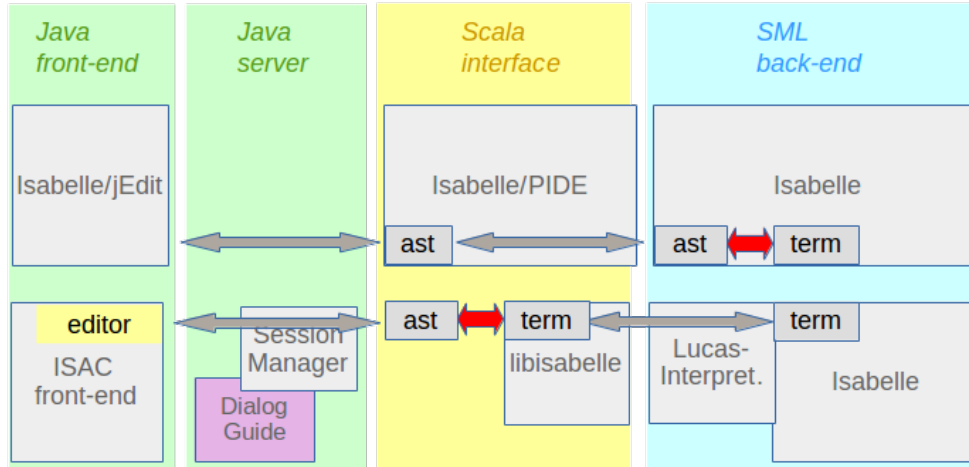 Java
front-end
Java
server
Scala
interface
SML
back-end
Isabelle/jEdit
Isabelle/PIDE
Isabelle
ast
ast
term
editor
ISAC
front-end
Session
Manager
Dialog
Guide
ast
term
libisabelle
Lucas-
Interpret.
term
Isabelle